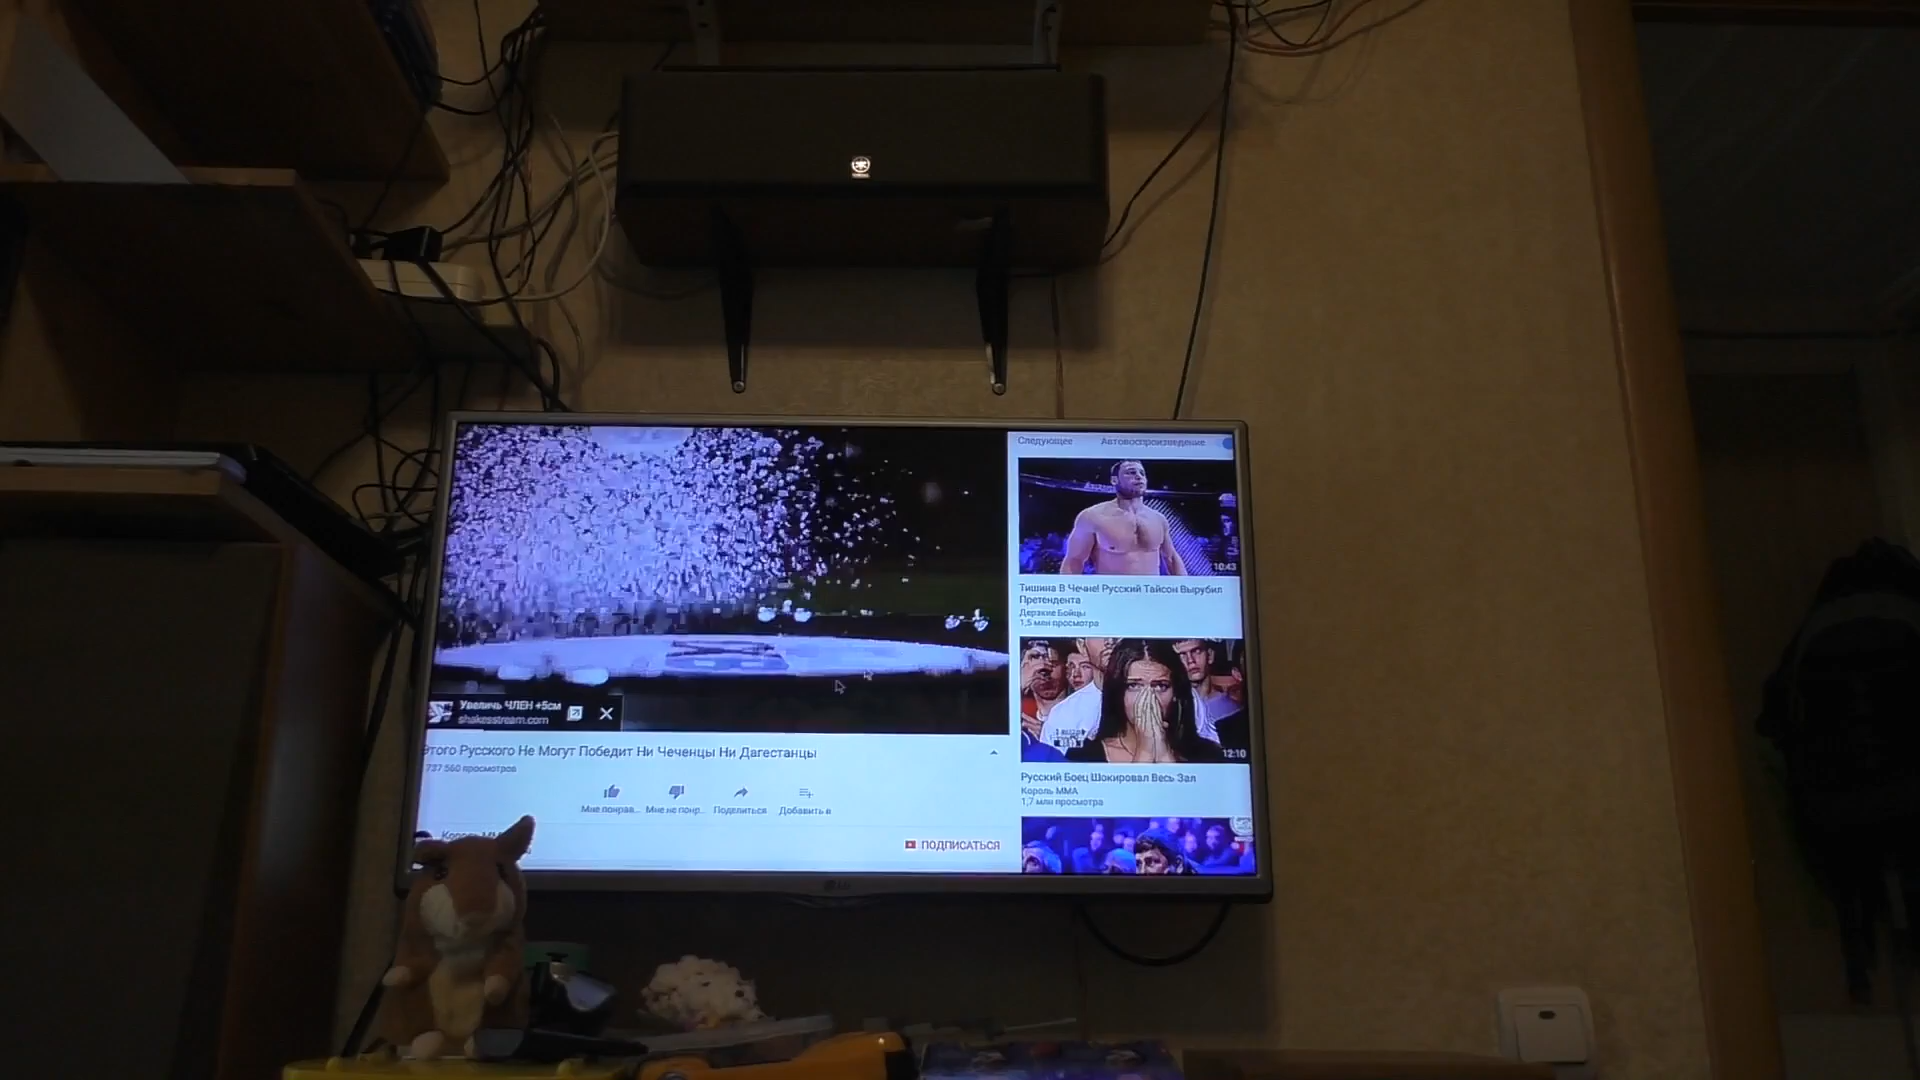 Следующее
Автовоспроизведение
10:43
Тишина В Чечне! Русский Тайсон Вырубил
Претендента
Дерзкие Бойцы
1,5 млн просмотра
12:10
Русский Боец Шокировал Весь Зал
Король ММА
1,7 млн просмотра
Увеличь ЧЛЕН +5см
shakesstream.com
Этого Русского Не Могут Победит Ни Чеченцы Ни Дагестанцы
737 560 просмотров
Мне понрав...
Мне не понр...
Поделиться
Добавить в
Король ММ
ПОДПИСАТЬСЯ
LG